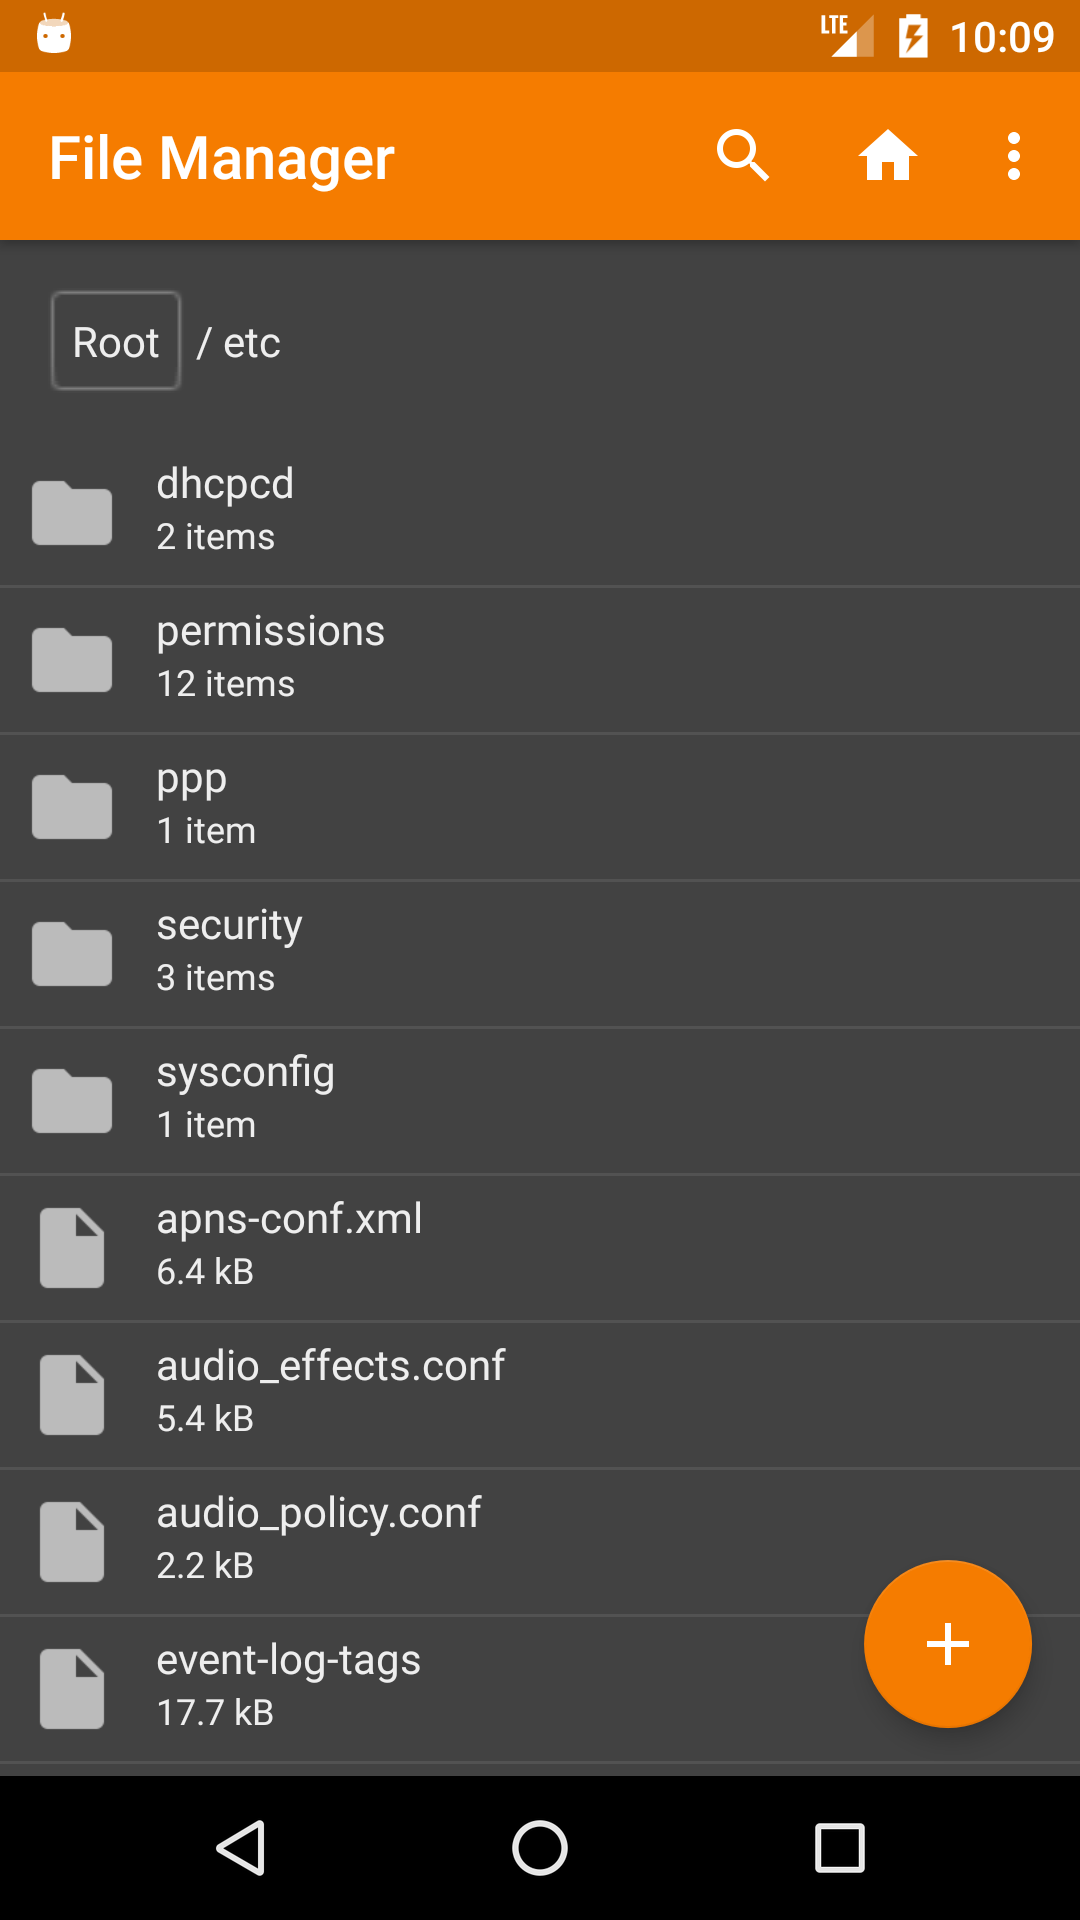 LTE 10:09
File Manager
Root / etc
dhcpcd
2 items
permissions
12 items
ppp
1 item
security
3 items
sysconfig
1 item
apns-conf.xml
6.4 kB
audio_effects.conf
5.4 kB
audio_policy.conf
2.2 kB
event-log-tags
17.7 kB